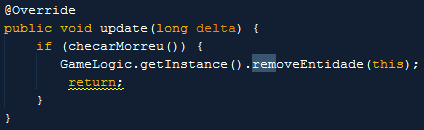 @Override
public void update(long delta) {
if (checarMorreu()) {
GameLogic.getInstance().removeEntidade(this);
return;
}
}